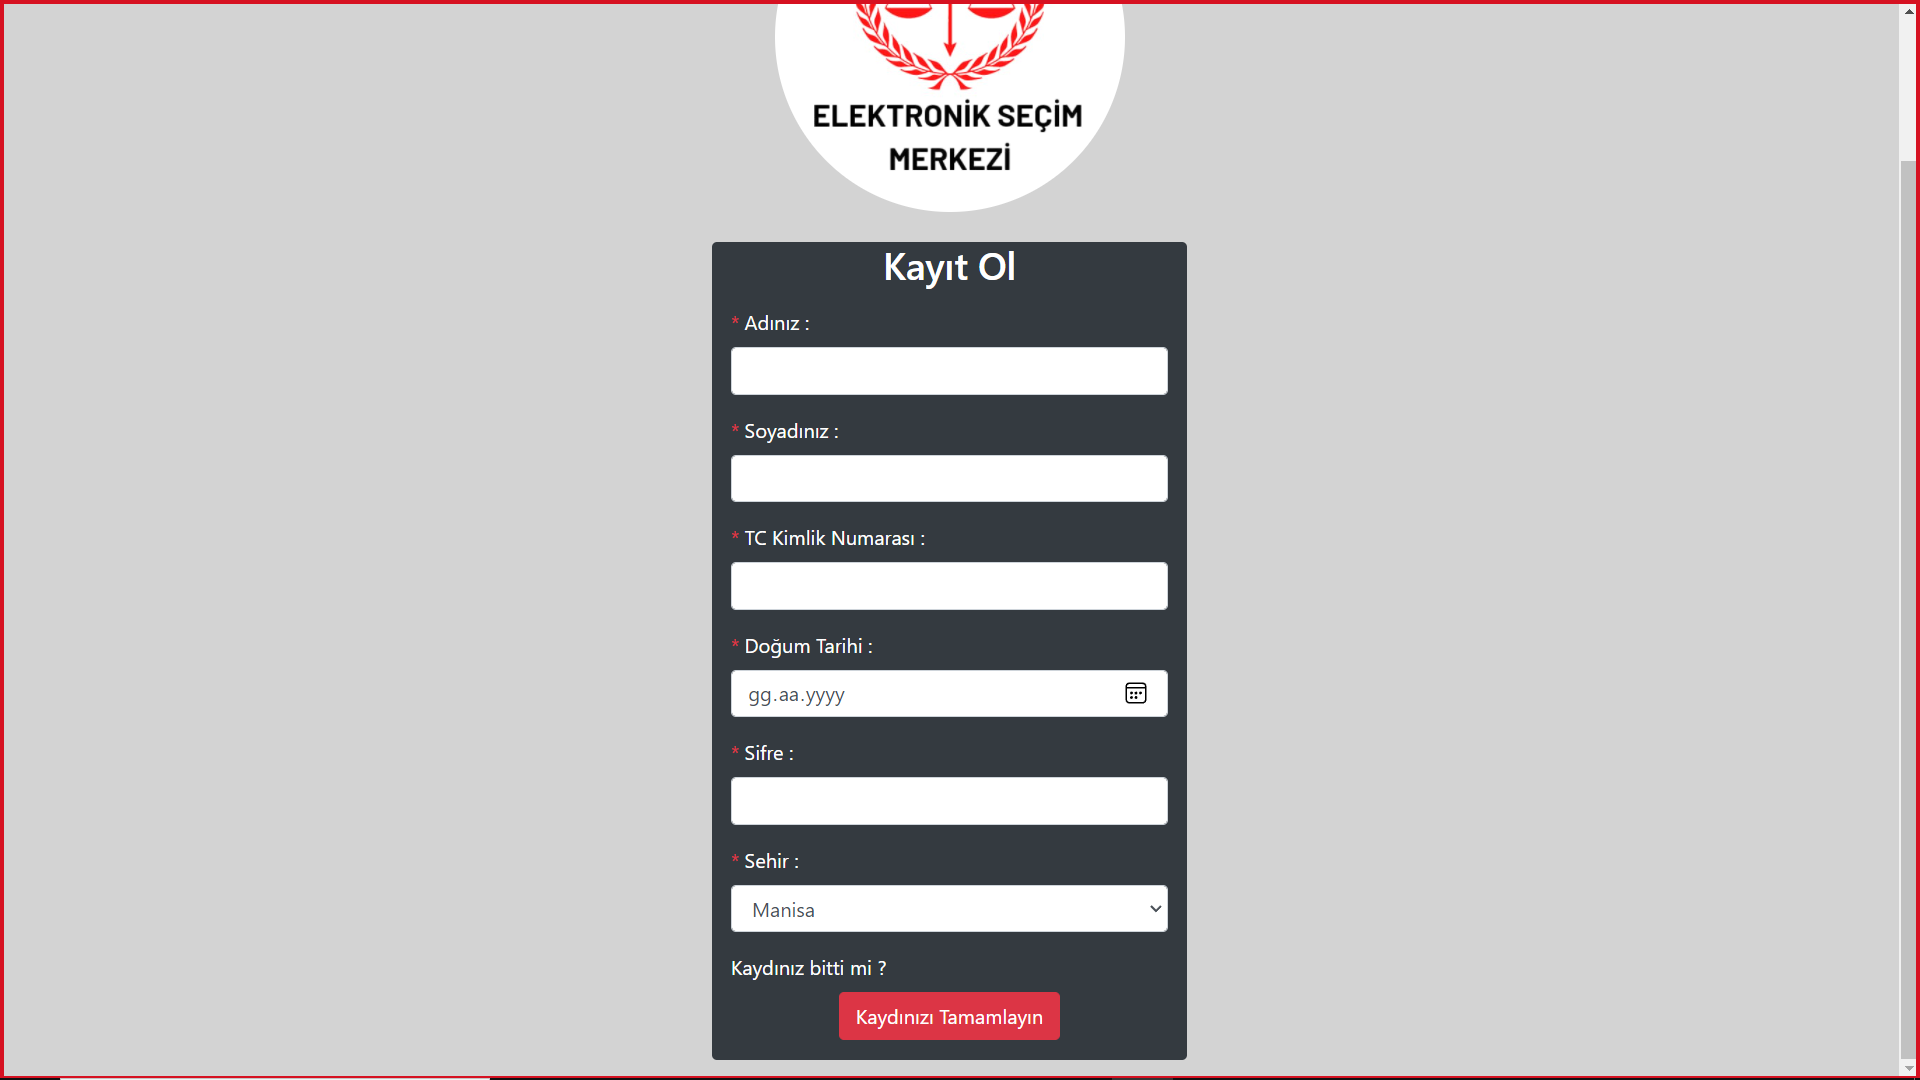 ELEKTRONİK SEÇİM
MERKEZİ
Kayıt Ol
* Adınız :
* Soyadınız :
* TC Kimlik Numarası :
* Doğum Tarihi :
gg.aa.yyyy
* Sifre :
* Sehir :
Manisa
Kaydınız bitti mi ?
Kaydınızı Tamamlayın